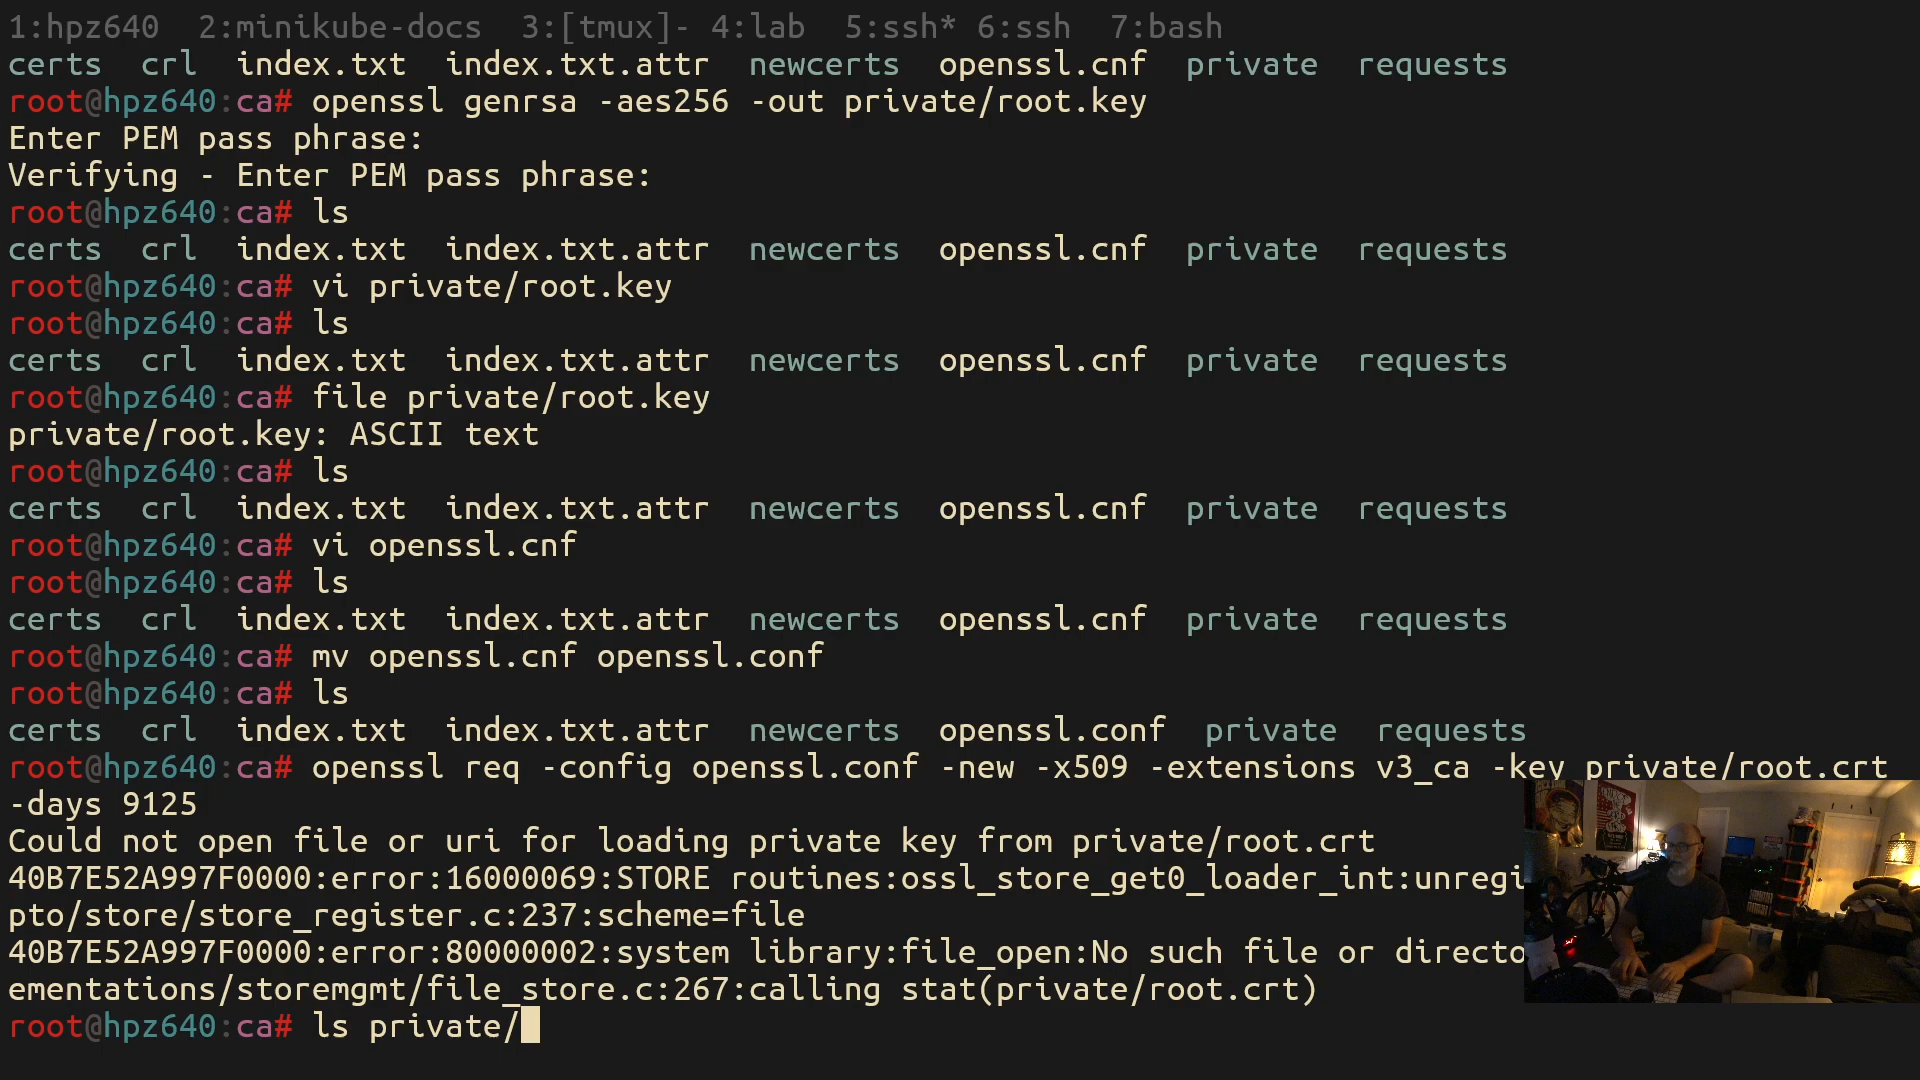 1:hpz640  2:minikube-docs  3:[tmux]- 4:lab  5:ssh* 6:ssh  7:bash
certs  crl  index.txt  index.txt.attr  newcerts  openssl.cnf  private  requests
root@hpz640:ca# openssl genrsa -aes256 -out private/root.key
Enter PEM pass phrase:
Verifying - Enter PEM pass phrase:
root@hpz640:ca# ls
certs  crl  index.txt  index.txt.attr  newcerts  openssl.cnf  private  requests
root@hpz640:ca# vi private/root.key
root@hpz640:ca# ls
certs  crl  index.txt  index.txt.attr  newcerts  openssl.cnf  private  requests
root@hpz640:ca# file private/root.key
private/root.key: ASCII text
root@hpz640:ca# ls
certs  crl  index.txt  index.txt.attr  newcerts  openssl.cnf  private  requests
root@hpz640:ca# vi openssl.cnf
root@hpz640:ca# ls
certs  crl  index.txt  index.txt.attr  newcerts  openssl.cnf  private  requests
root@hpz640:ca# mv openssl.cnf openssl.conf
root@hpz640:ca# ls
certs  crl  index.txt  index.txt.attr  newcerts  openssl.conf  private  requests
root@hpz640:ca# openssl req -config openssl.conf -new -x509 -extensions v3_ca -key private/root.crt
-days 9125
Could not open file or uri for loading private key from private/root.crt
40B7E52A997F0000:error:16000069:STORE routines:ossl_store_get0_loader_int:unregi
pto/store/store_register.c:237:scheme=file
40B7E52A997F0000:error:80000002:system library:file_open:No such file or directo
ementations/storemgmt/file_store.c:267:calling stat(private/root.crt)
root@hpz640:ca# ls private/